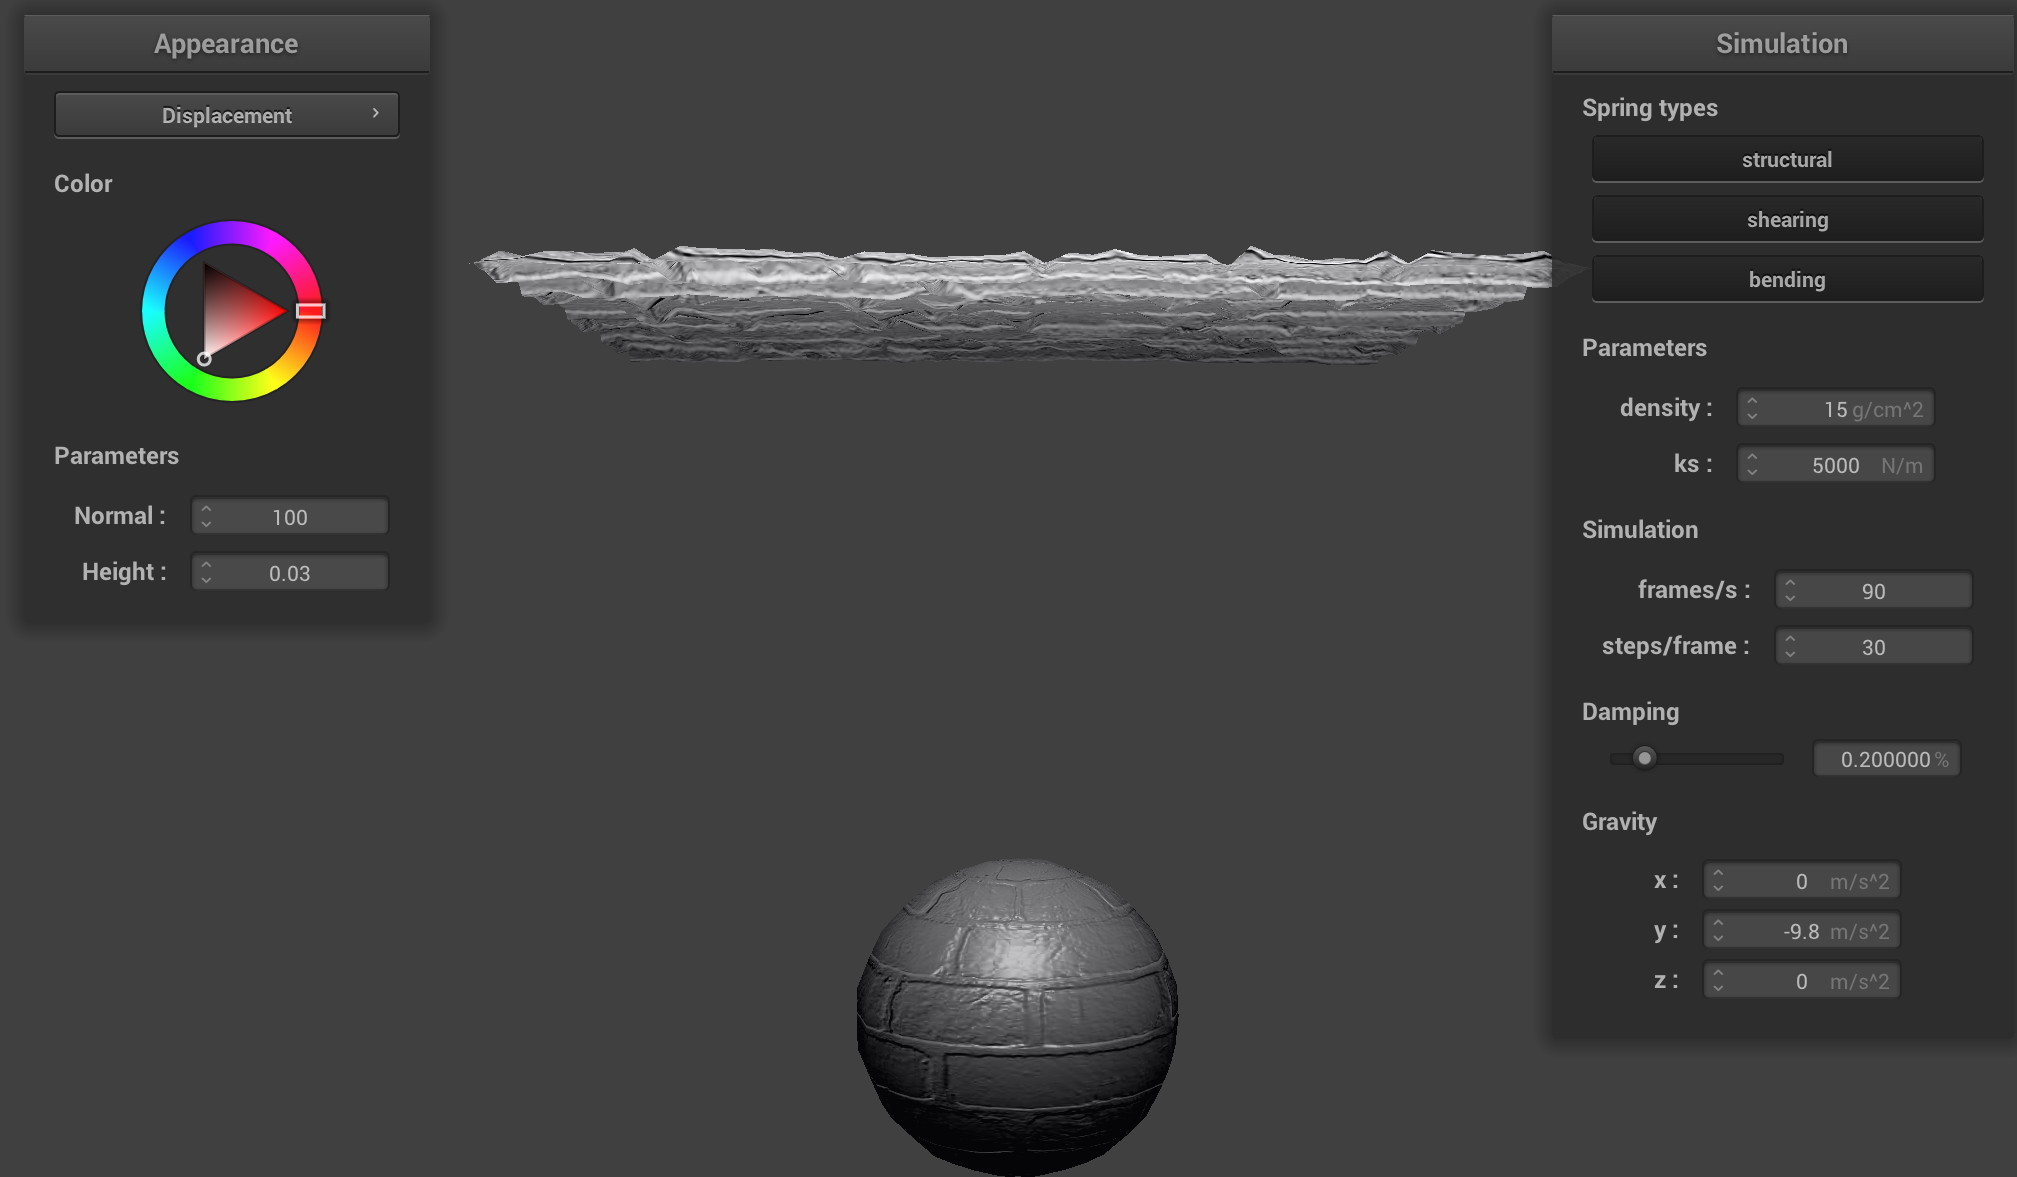 Appearance
Displacement
Color
Parameters
Normal : 100
Height : 0.03
Simulation
Spring types
structural
shearing
bending
Parameters
density : 15 g/cm^2
ks : 5000 N/m
Simulation
frames/s : 90
steps/frame : 30
Damping
0.200000 %
Gravity
x : 0 m/s^2
y : -9.8 m/s^2
z : 0 m/s^2